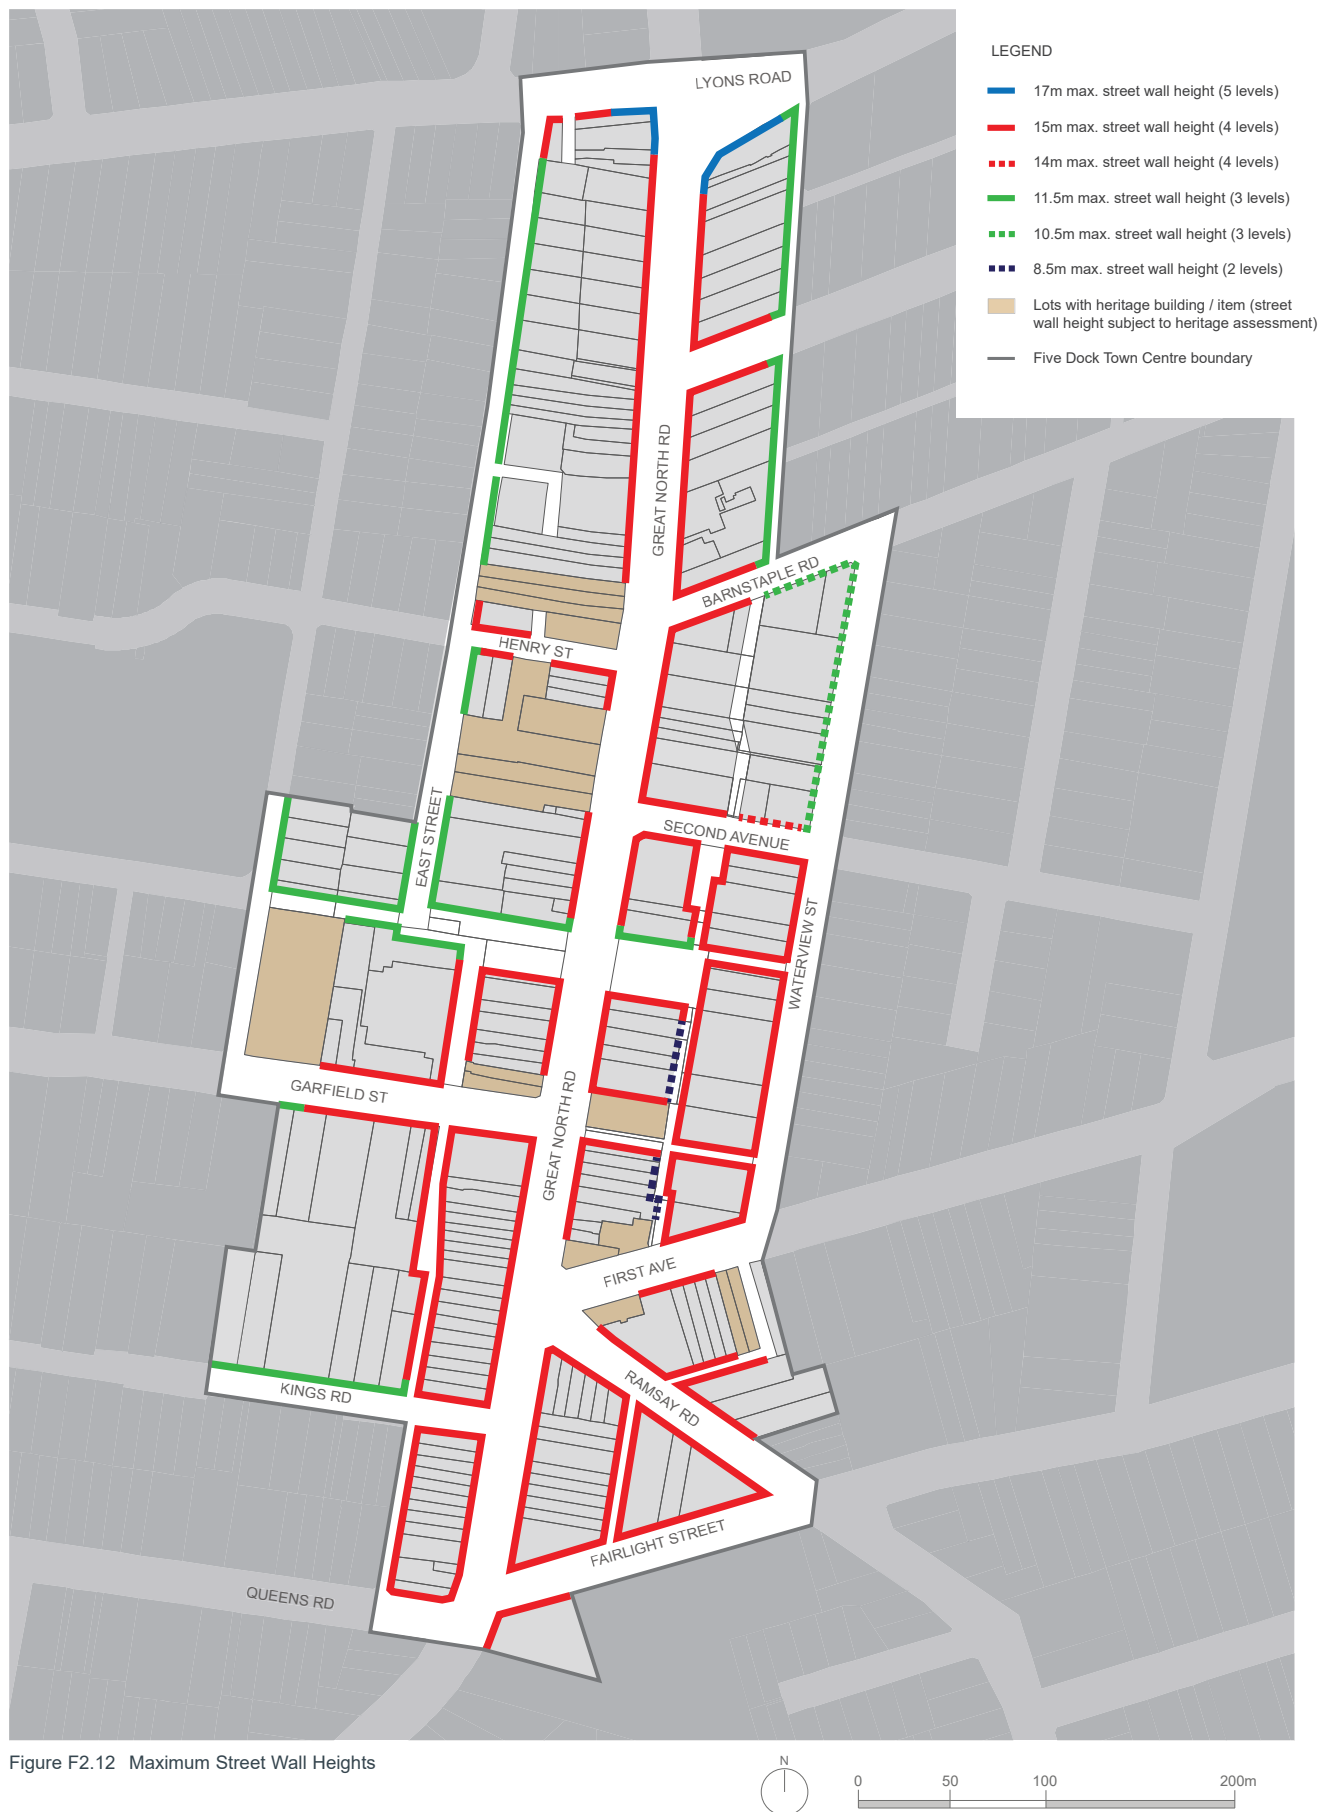 LYONS ROAD
LEGEND
17m max. street wall height (5 levels)
15m max. street wall height (4 levels)
14m max. street wall height (4 levels)
11.5m max. street wall height (3 levels)
10.5m max. street wall height (3 levels)
8.5m max. street wall height (2 levels)
Lots with heritage building / item (street
wall height subject to heritage assessment)
Five Dock Town Centre boundary
GREAT NORTH RD
BARNSTAPLE RD
HENRY ST
EAST STREET
SECOND AVENUE
WATERVIEW ST
GARFIELD ST
GREAT NORTH RD
FIRST AVE
KINGS RD
RAMSAY RD
FAIRLIGHT STREET
QUEENS RD
Figure F2.12 Maximum Street Wall Heights
N
0 50 100 200m